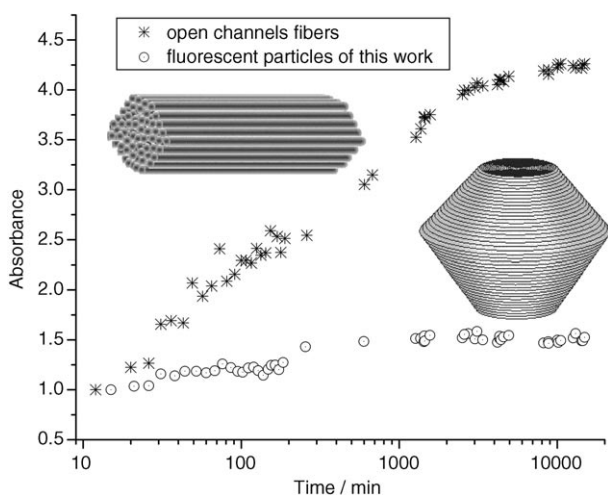 open channels fibers
fluorescent particles of this work
4.5
4.0
3.5
3.0
2.5
2.0
1.5
1.0
0.5
Absorbance
10 100 1000 10000
Time / min